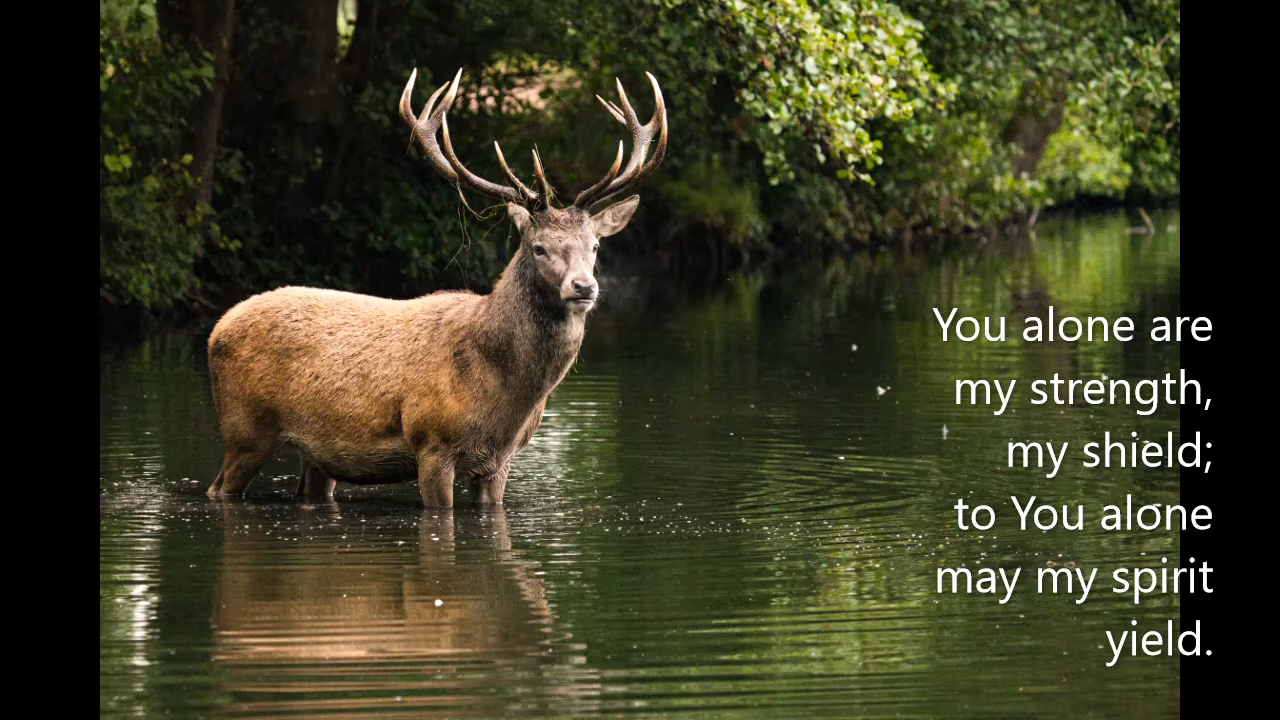 You alone are
my strength,
my shield;
to You alone
may my spirit
yield.